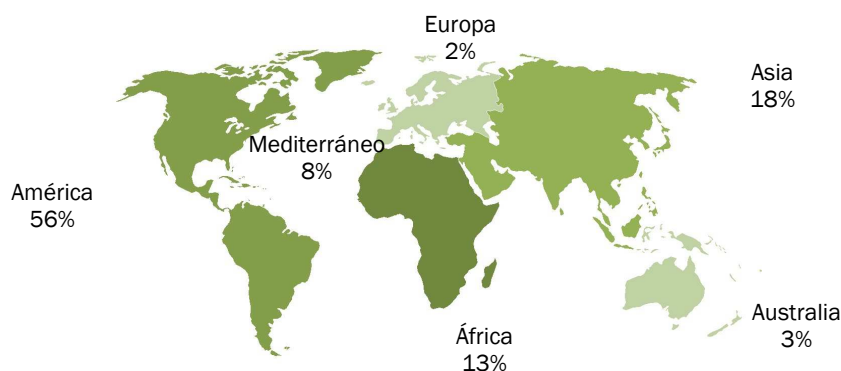 Europa
2%
Asia
18%
Mediterráneo
8%
América
56%
Australia
3%
África
13%